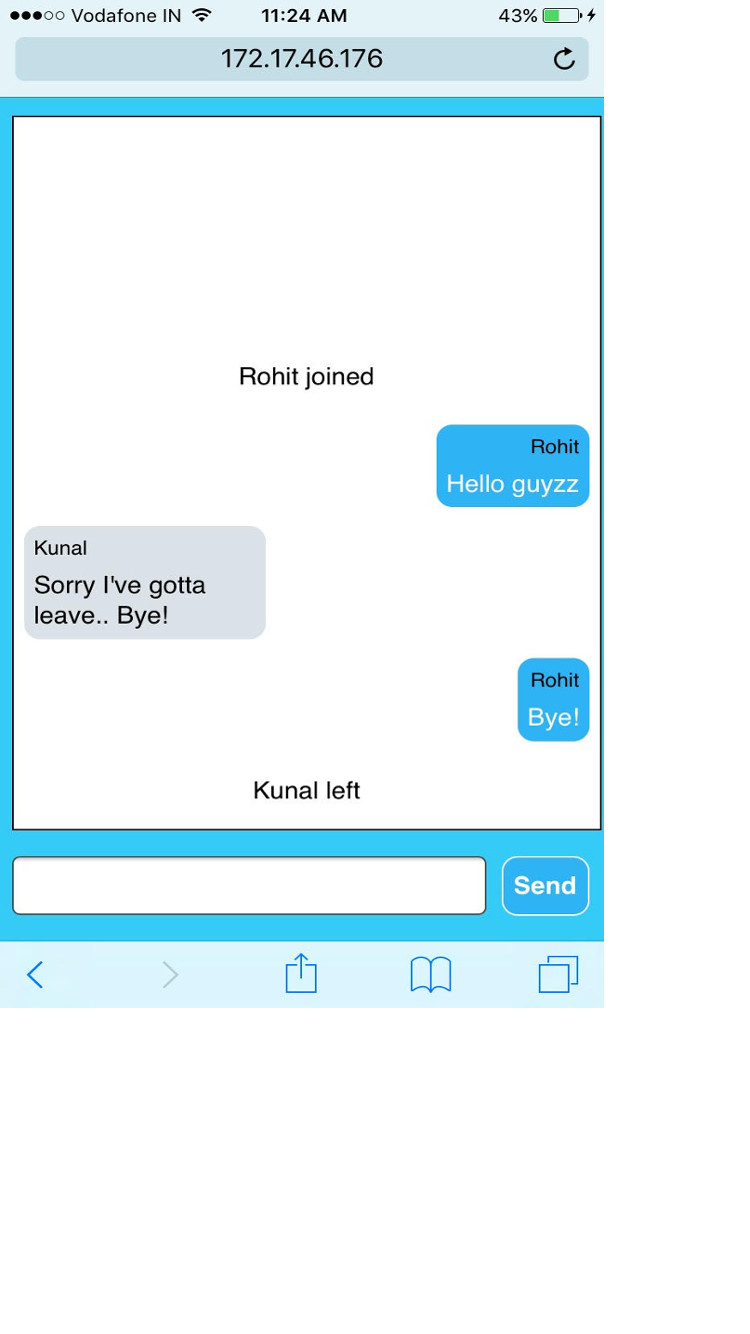 Vodafone IN 11:24 AM 43%
172.17.46.176
Rohit joined
Rohit
Hello guyzz
Kunal
Sorry I've gotta
leave.. Bye!
Rohit
Bye!
Kunal left
Send